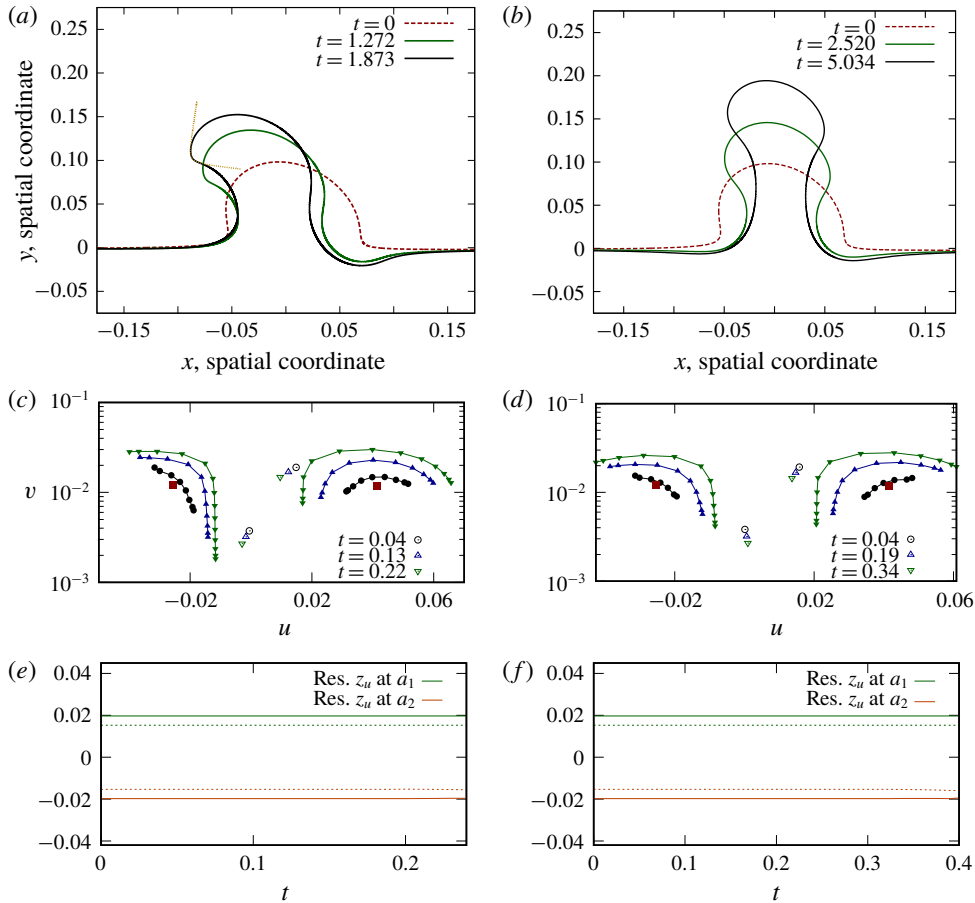 (a)
t = 0
t = 1.272
t = 1.873
0.25
0.20
0.15
0.10
0.05
0
−0.05
−0.15
−0.05
0.05
0.15
y, spatial coordinate
x, spatial coordinate
(b)
t = 0
t = 2.520
t = 5.034
0.25
0.20
0.15
0.10
0.05
0
−0.05
−0.15
−0.05
0.05
0.15
x, spatial coordinate
(c)
10⁻¹
10⁻²
10⁻³
v
t = 0.04
t = 0.13
t = 0.22
−0.02
0.02
0.06
u
(d)
10⁻¹
10⁻²
10⁻³
t = 0.04
t = 0.19
t = 0.34
−0.02
0.02
0.06
u
(e)
0.04
0.02
0
−0.02
−0.04
Res. zᵤ at a₁
Res. zᵤ at a₂
0
0.1
0.2
t
(f)
0.04
0.02
0
−0.02
−0.04
Res. zᵤ at a₁
Res. zᵤ at a₂
0
0.1
0.2
0.3
0.4
t